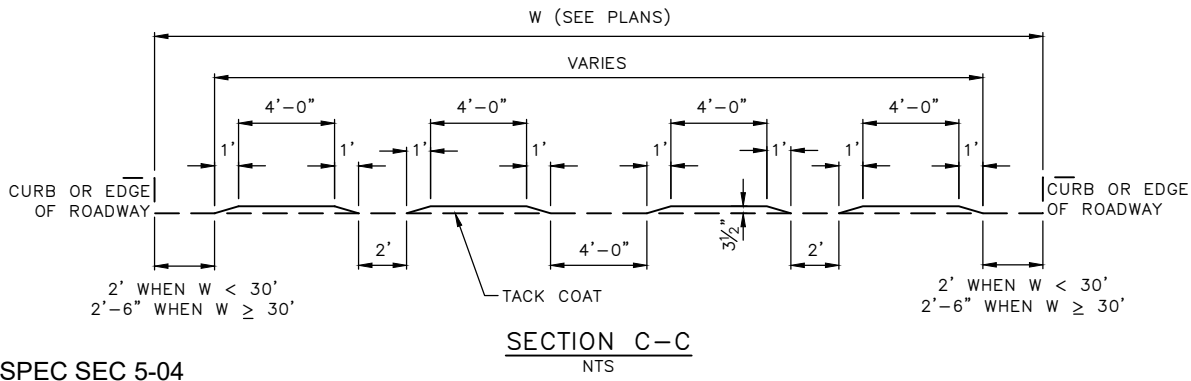 W (SEE PLANS)
VARIES
4'-0" 4'-0" 4'-0" 4'-0"
1' 1' 1' 1' 1' 1' 1' 1'
CURB OR EDGE
OF ROADWAY
CURB OR EDGE
OF ROADWAY
3½"
2' 4'-0" 2'
2' WHEN W < 30'
2'-6" WHEN W ≥ 30'
TACK COAT
2' WHEN W < 30'
2'-6" WHEN W ≥ 30'
SECTION C-C
NTS
SPEC SEC 5-04